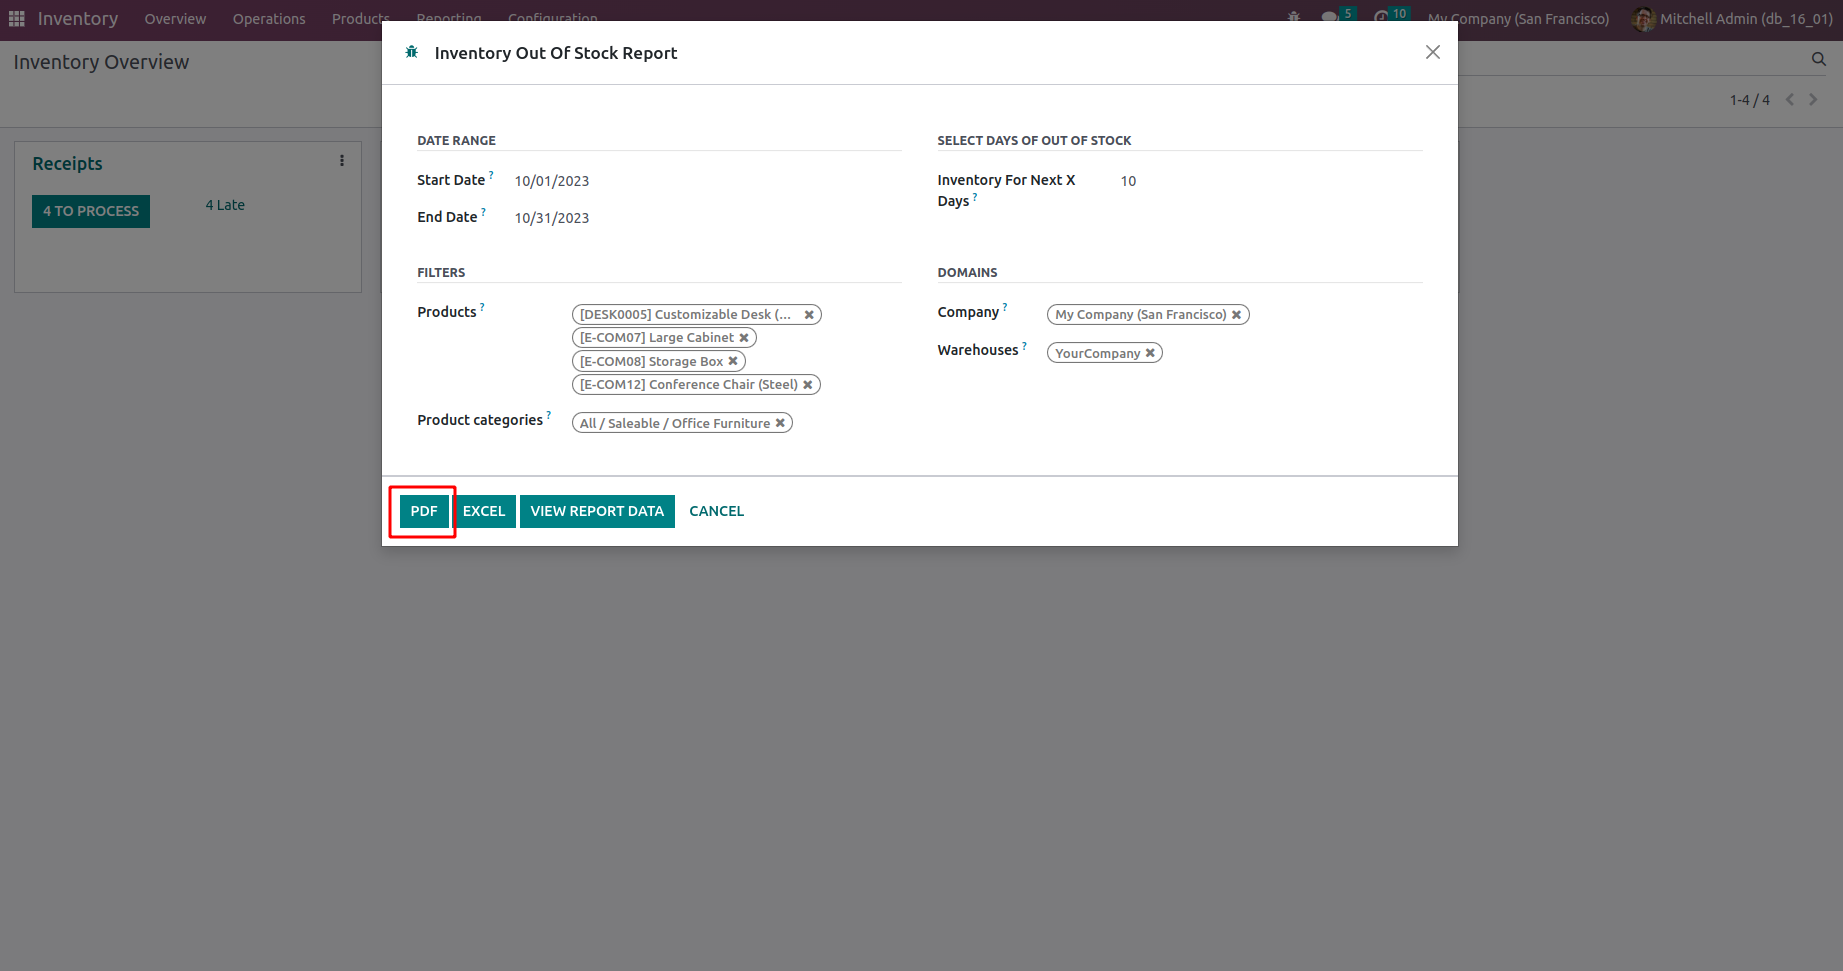 Inventory Overview Operations Products Reporting Configuration 5 10 My Company (San Francisco) Mitchell Admin (db_16_01)
Inventory Overview
1-4 / 4
Receipts
4 TO PROCESS 4 Late
Inventory Out Of Stock Report
DATE RANGE SELECT DAYS OF OUT OF STOCK
Start Date ? 10/01/2023 Inventory For Next X Days ? 10
End Date ? 10/31/2023
FILTERS DOMAINS
Products ? [DESK0005] Customizable Desk (... Company ? My Company (San Francisco)
[E-COM07] Large Cabinet
[E-COM08] Storage Box Warehouses ? YourCompany
[E-COM12] Conference Chair (Steel)
Product categories ? All / Saleable / Office Furniture
PDF EXCEL VIEW REPORT DATA CANCEL